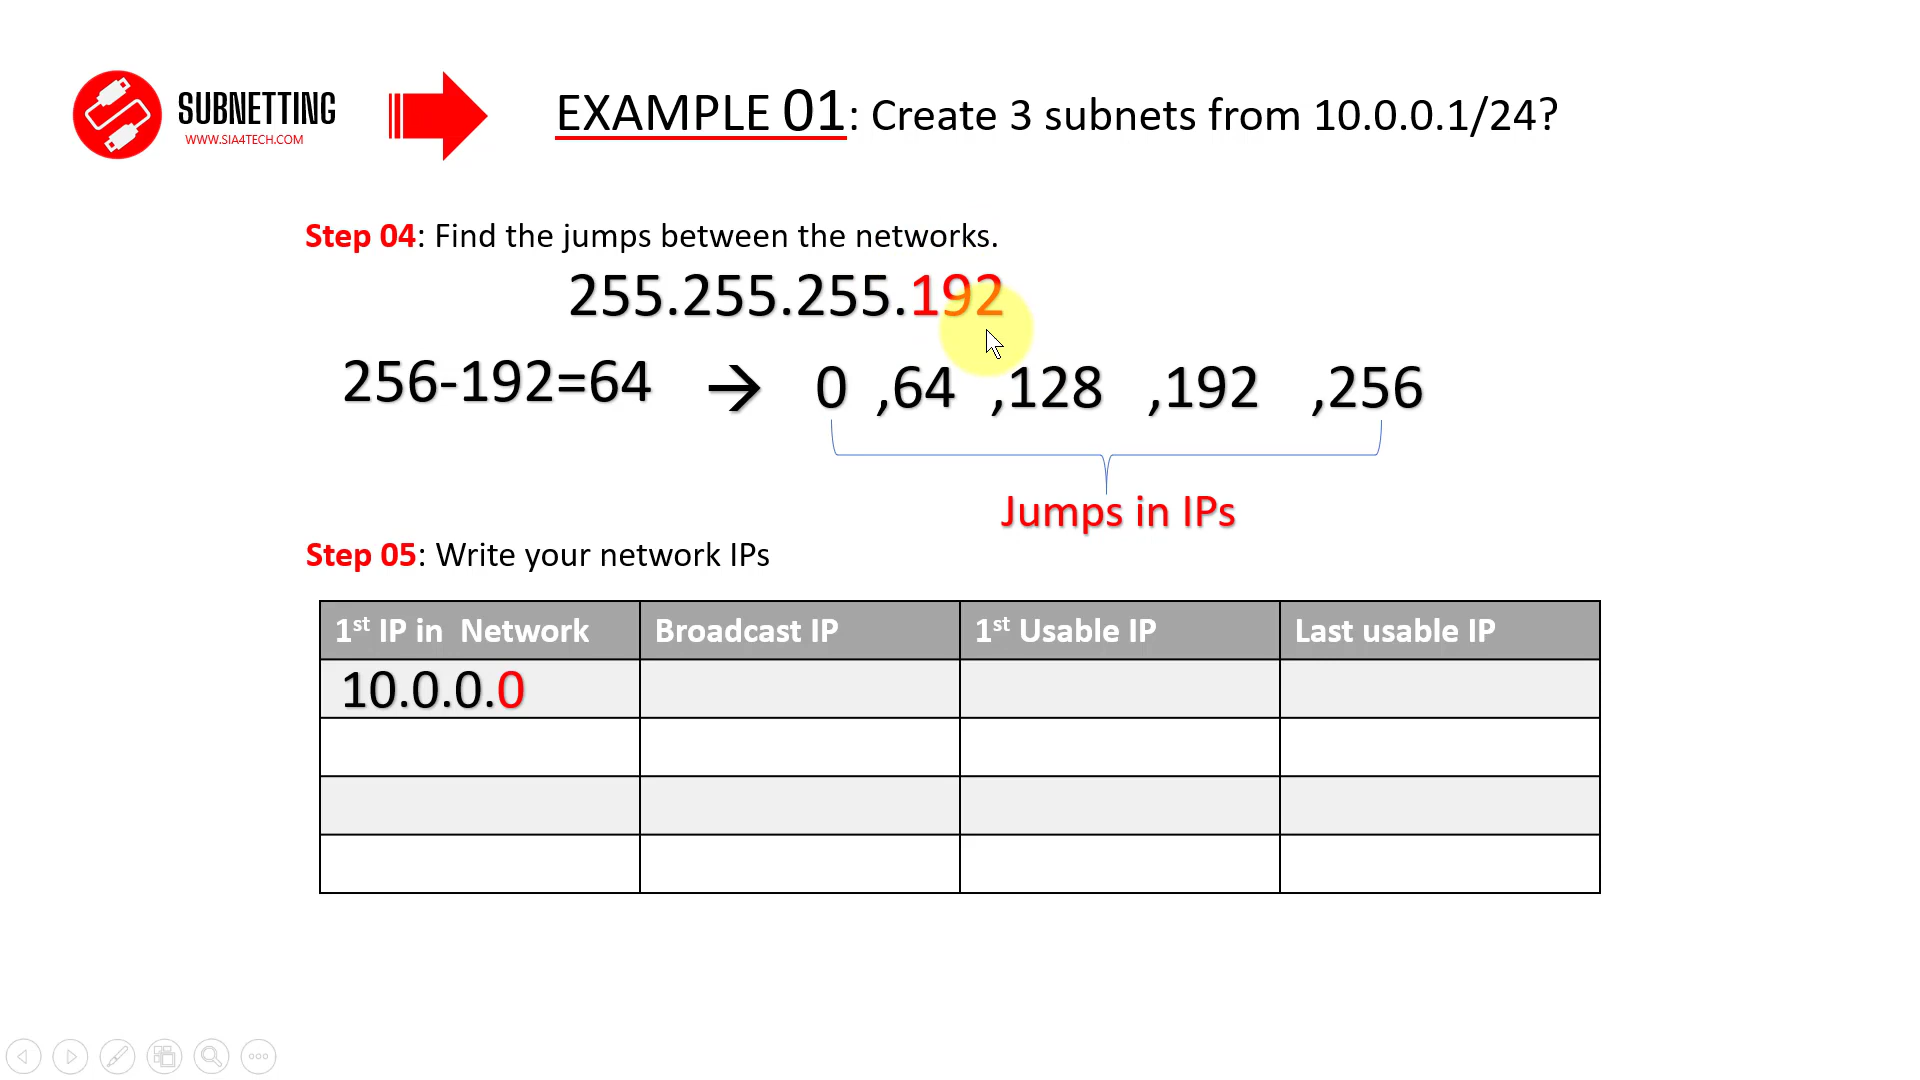 SUBNETTING
WWW.SIA4TECH.COM
EXAMPLE 01: Create 3 subnets from 10.0.0.1/24?
Step 04: Find the jumps between the networks.
255.255.255.192
256-192=64 → 0 ,64 ,128 ,192 ,256
Jumps in IPs
Step 05: Write your network IPs
1st IP in Network Broadcast IP 1st Usable IP Last usable IP
10.0.0.0